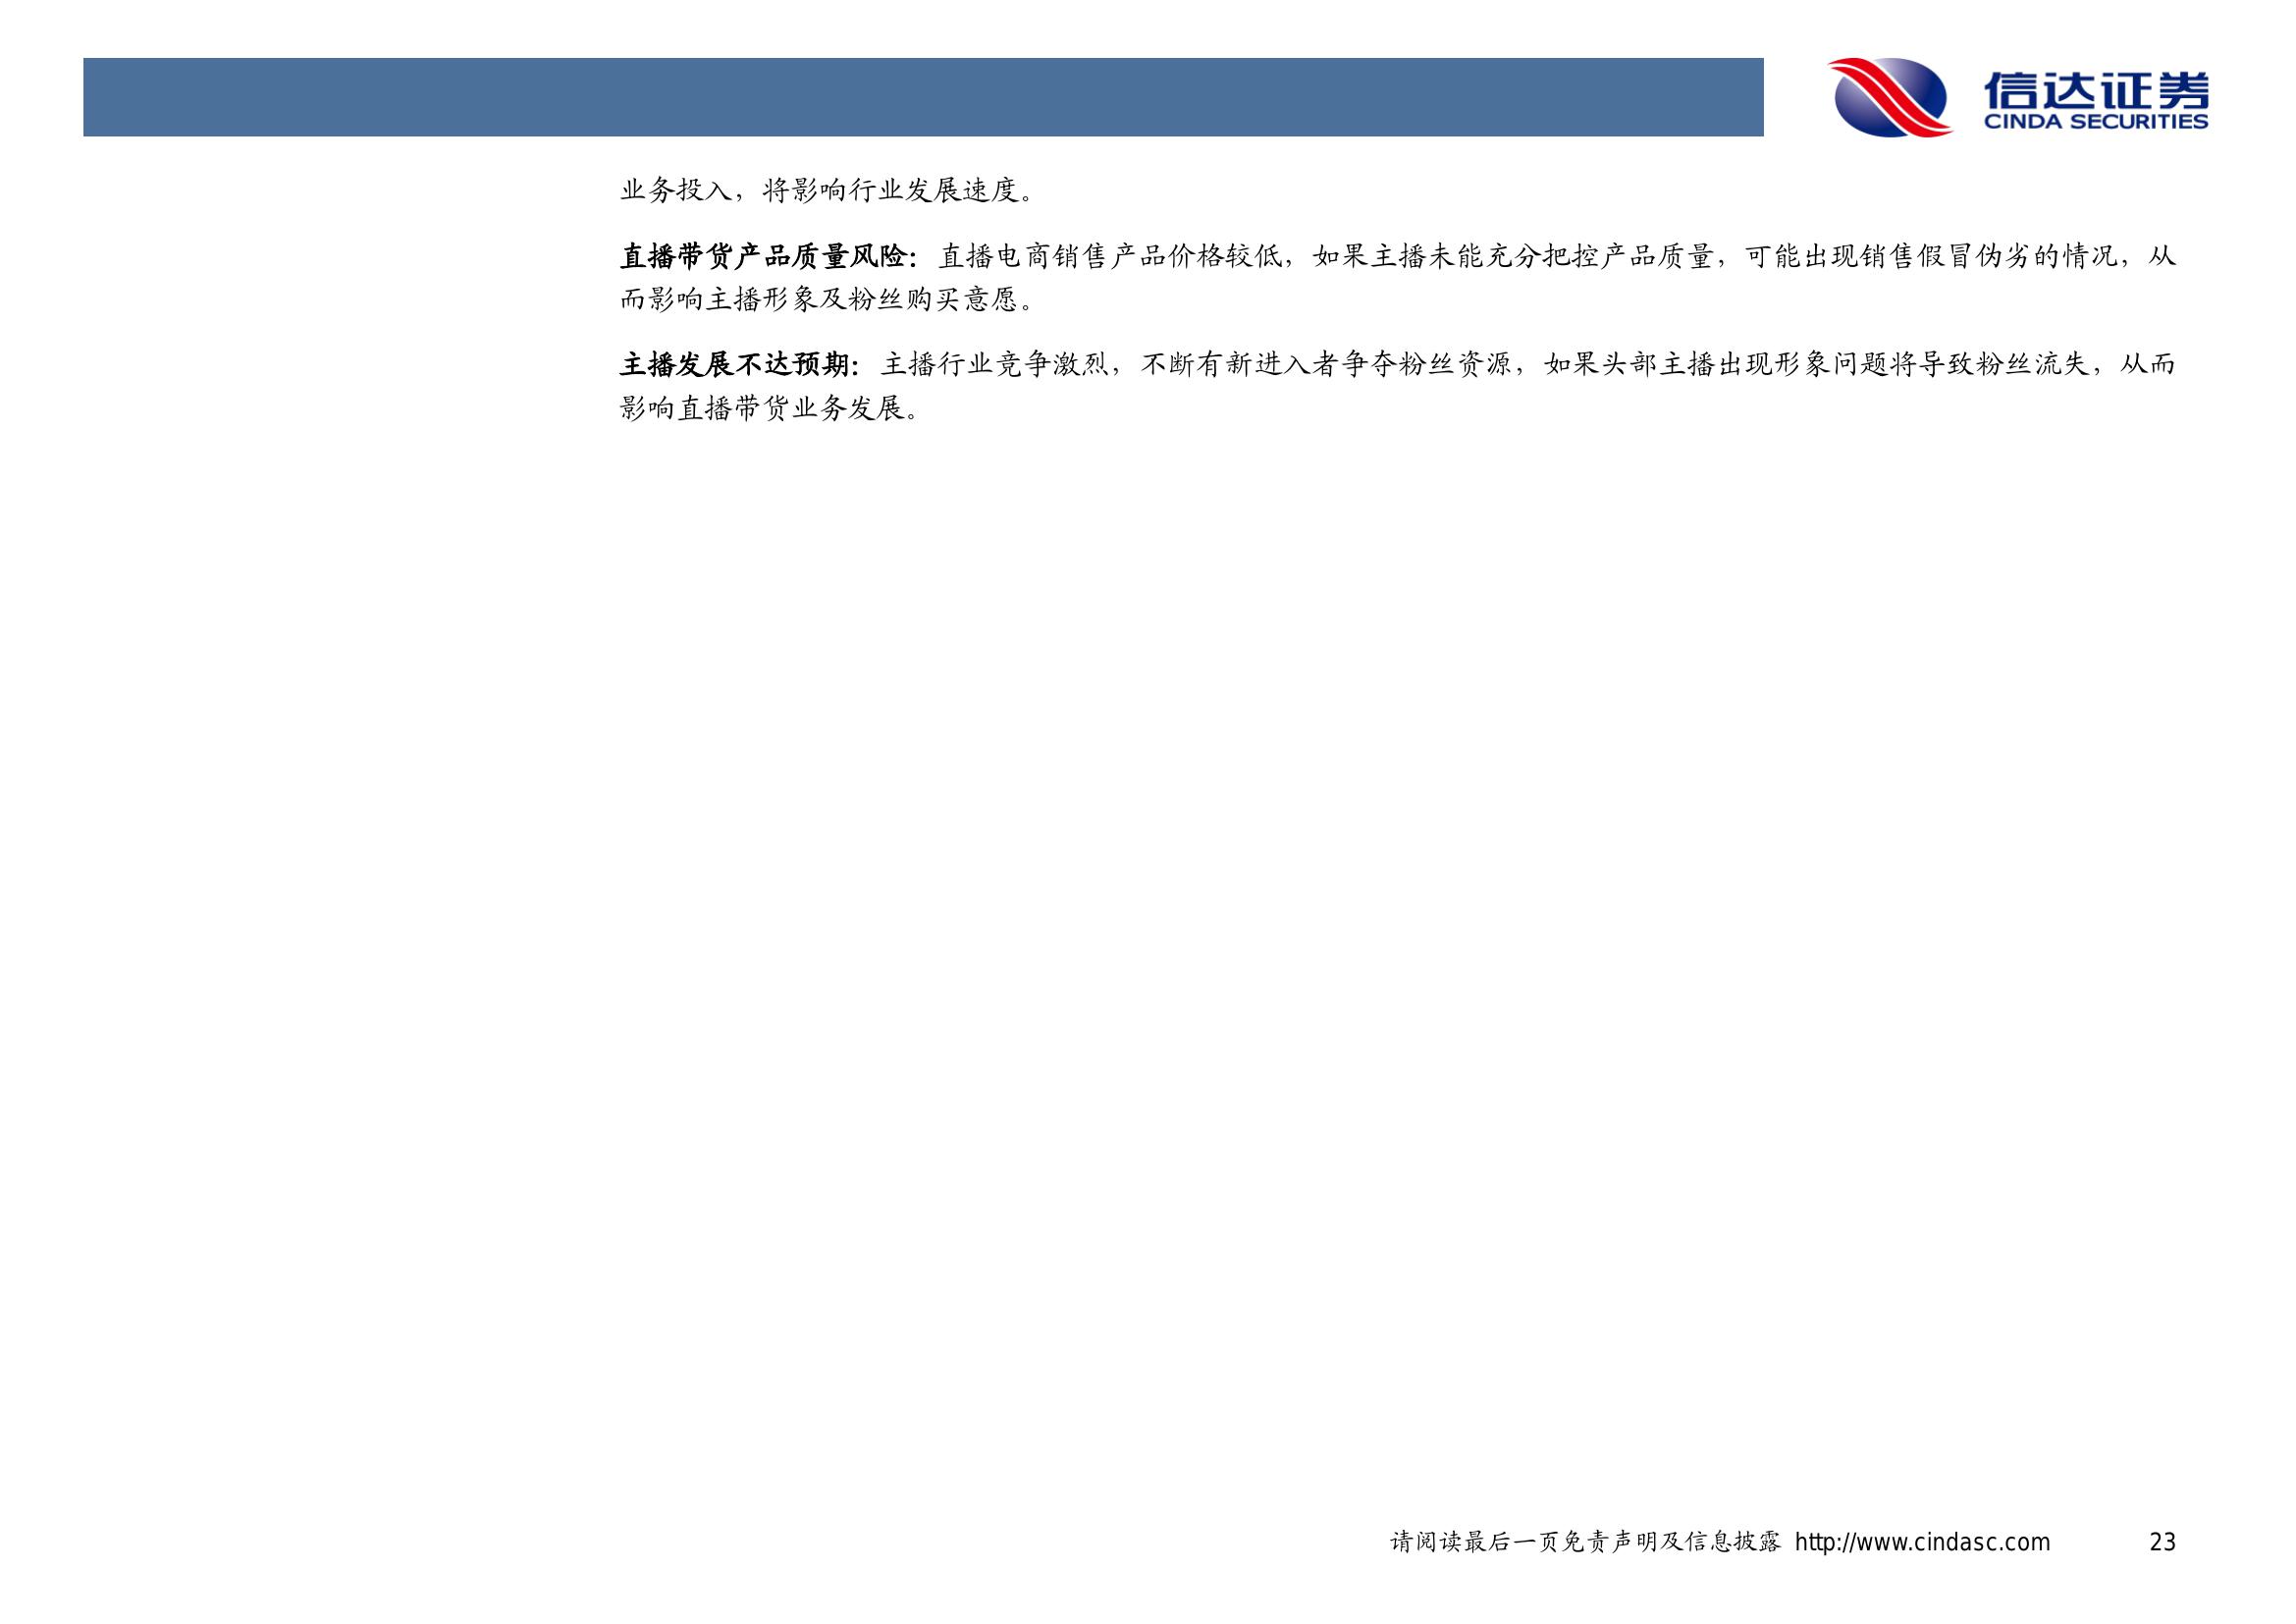 信达证券
CINDA SECURITIES
业务投入，将影响行业发展速度。
直播带货产品质量风险：直播电商销售产品价格较低，如果主播未能充分把控产品质量，可能出现销售假冒伪劣的情况，从
而影响主播形象及粉丝购买意愿。
主播发展不达预期：主播行业竞争激烈，不断有新进入者争夺粉丝资源，如果头部主播出现形象问题将导致粉丝流失，从而
影响直播带货业务发展。
请阅读最后一页免责声明及信息披露 http://www.cindasc.com 23